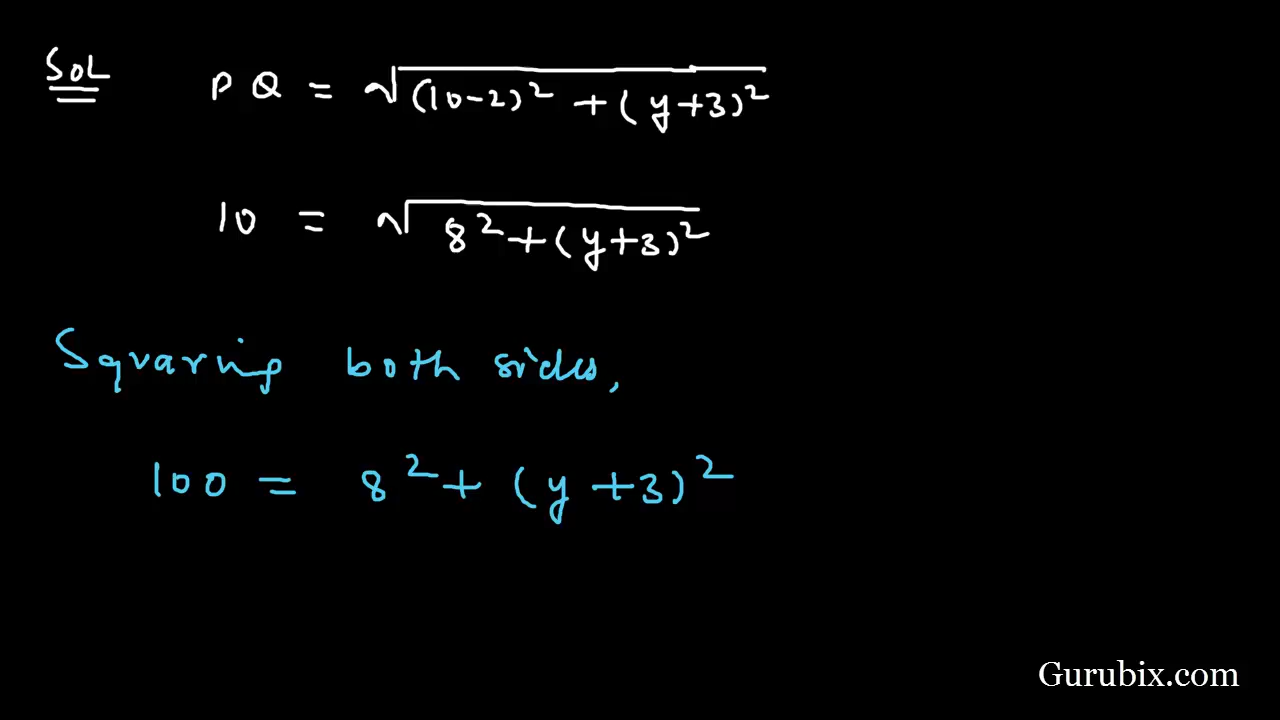 Sol
PQ = √(10-2)² + (y+3)²
10 = √8² + (y+3)²
Squaring both sides,
100 = 8² + (y+3)²
Gurubix.com